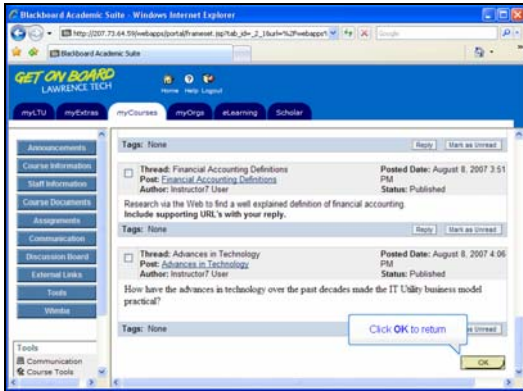 Blackboard Academic Suite - Windows Internet Explorer
Google
Blackboard Academic Suite
GET ON BOARD
LAWRENCE TECH
Home Help Logout
myLTU myExtras myCourses myOrgs eLearning Scholar
Announcements
Course Information
Staff Information
Course Documents
Assignments
Communication
Discussion Board
External Links
Tools
Wimba
Tools
Communication
Course Tools
Tags: None Reply Mark as Unread
Thread: Financial Accounting Definitions Posted Date: August 8, 2007 3:51
Post: Financial Accounting Definitions PM
Author: Instructor7 User Status: Published
Research via the Web to find a well explained definition of financial accounting.
Include supporting URL's with your reply.
Tags: None Reply Mark as Unread
Thread: Advances in Technology Posted Date: August 8, 2007 4:06
Post: Advances in Technology PM
Author: Instructor7 User Status: Published
How have the advances in technology over the past decades made the IT Utility business model
practical?
Tags: None as Unread
Click OK to return
OK